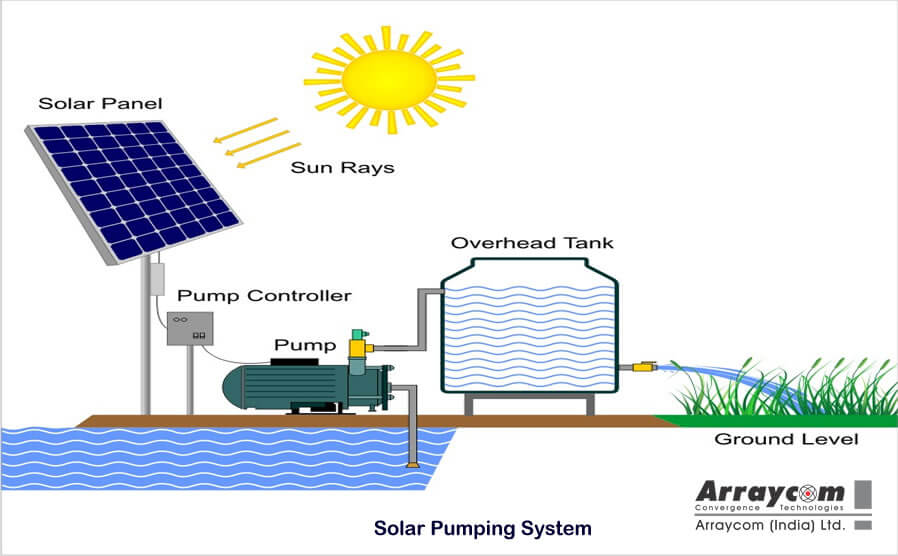 Solar Panel
Sun Rays
Overhead Tank
Pump Controller
Pump
Ground Level
Arraycom
Convergence Technologies
Arraycom (India) Ltd.
Solar Pumping System